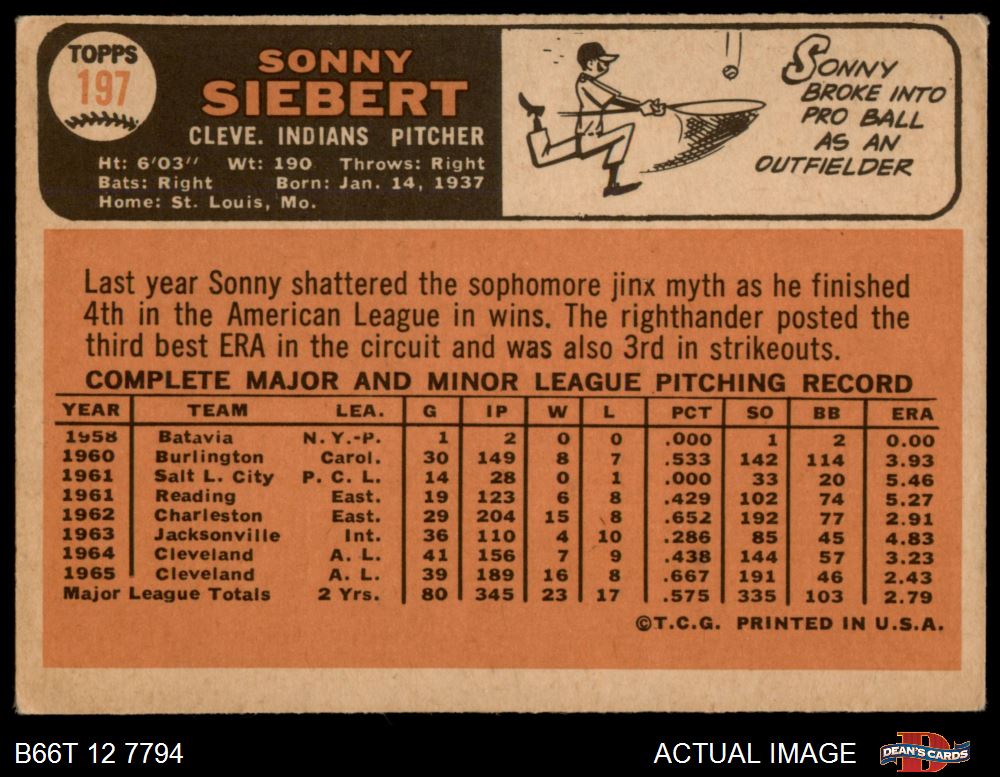 TOPPS
197
SONNY
SIEBERT
CLEVE. INDIANS PITCHER
Ht: 6'03" Wt: 190 Throws: Right
Bats: Right Born: Jan. 14, 1937
Home: St. Louis, Mo.
SONNY
BROKE INTO
PRO BALL
AS AN
OUTFIELDER
Last year Sonny shattered the sophomore jinx myth as he finished
4th in the American League in wins. The righthander posted the
third best ERA in the circuit and was also 3rd in strikeouts.
COMPLETE MAJOR AND MINOR LEAGUE PITCHING RECORD
YEAR TEAM LEA. G IP W L PCT SO BB ERA
1958 Batavia N.Y.-P. 1 2 0 0 .000 1 2 0.00
1960 Burlington Carol. 30 149 8 7 .533 142 114 3.93
1961 Salt L. City P. C. L. 14 28 0 1 .000 33 20 5.46
1961 Reading East. 19 123 6 8 .429 102 74 5.27
1962 Charleston East. 29 204 15 8 .652 192 77 2.91
1963 Jacksonville Int. 36 110 4 10 .286 85 45 4.83
1964 Cleveland A. L. 41 156 7 9 .438 144 57 3.23
1965 Cleveland A. L. 39 189 16 8 .667 191 46 2.43
Major League Totals 2 Yrs. 80 345 23 17 .575 335 103 2.79
©T.C.G. PRINTED IN U.S.A.
B66T 12 7794
ACTUAL IMAGE
D
DEAN'S CARDS